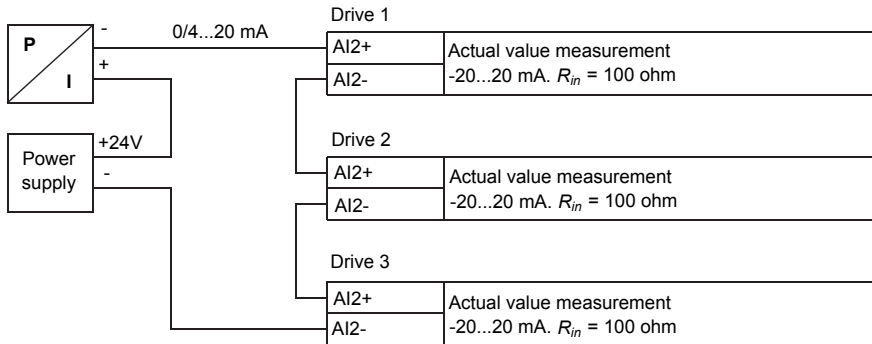 Drive 1
P
-
0/4...20 mA
AI2+
Actual value measurement
+
I
AI2-
-20...20 mA. Rin = 100 ohm
Drive 2
+24V
Power
supply
-
AI2+
Actual value measurement
AI2-
-20...20 mA. Rin = 100 ohm
Drive 3
AI2+
Actual value measurement
AI2-
-20...20 mA. Rin = 100 ohm